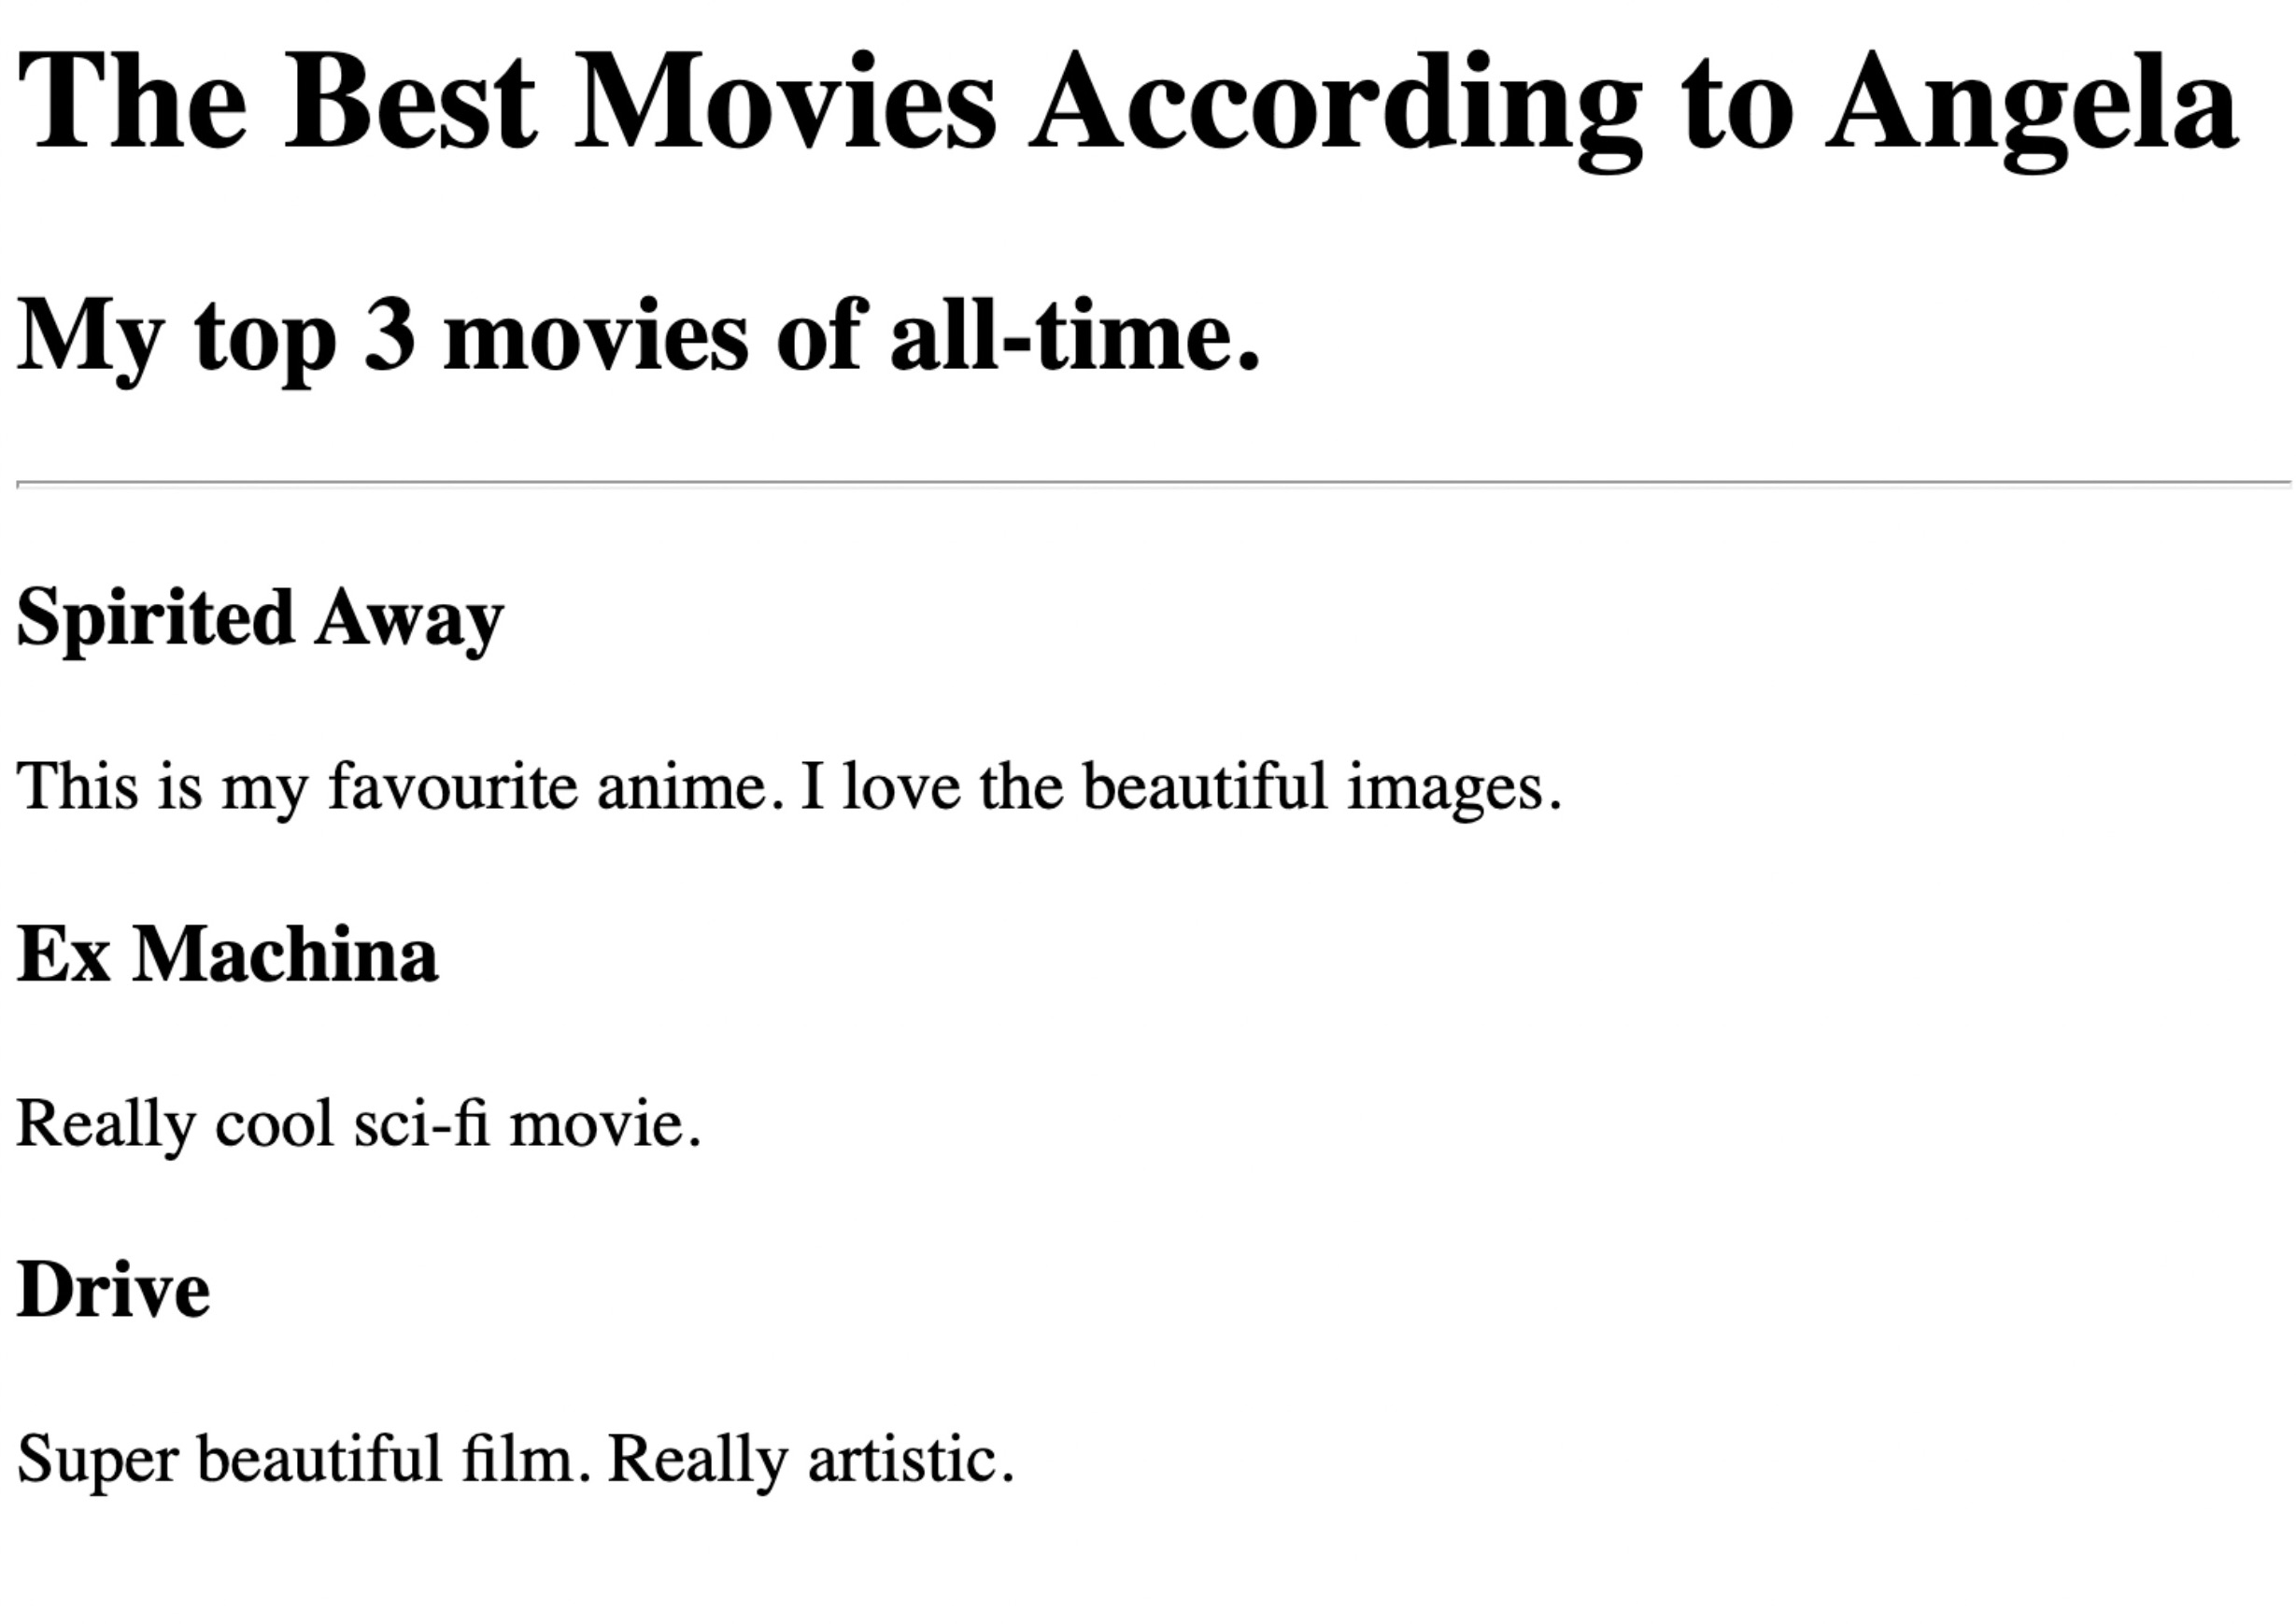 The Best Movies According to Angela
My top 3 movies of all-time.
Spirited Away
This is my favourite anime. I love the beautiful images.
Ex Machina
Really cool sci-fi movie.
Drive
Super beautiful film. Really artistic.